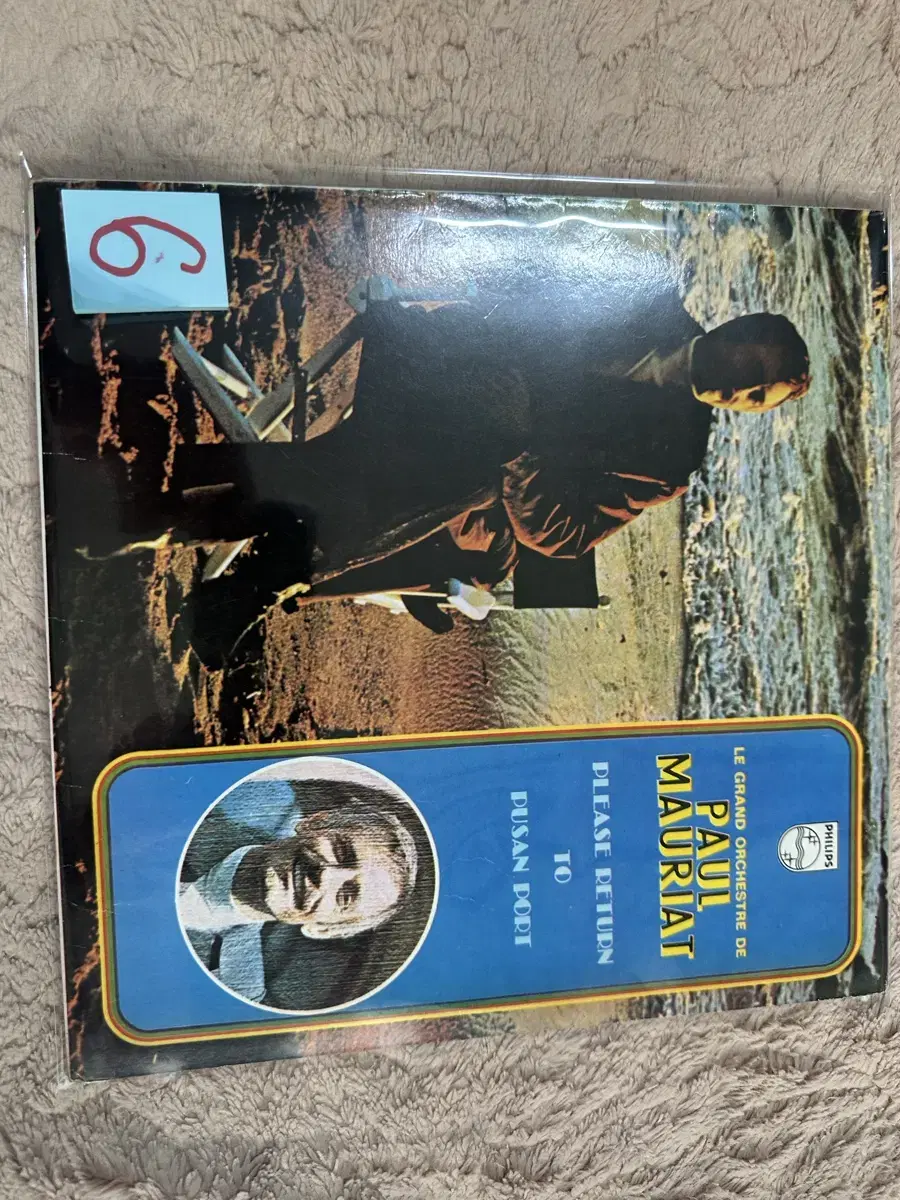 PHILIPS
LE GRAND ORCHESTRE DE
PAUL
MAURIAT
PLEASE RETURN
TO
PUSAN PORT
6